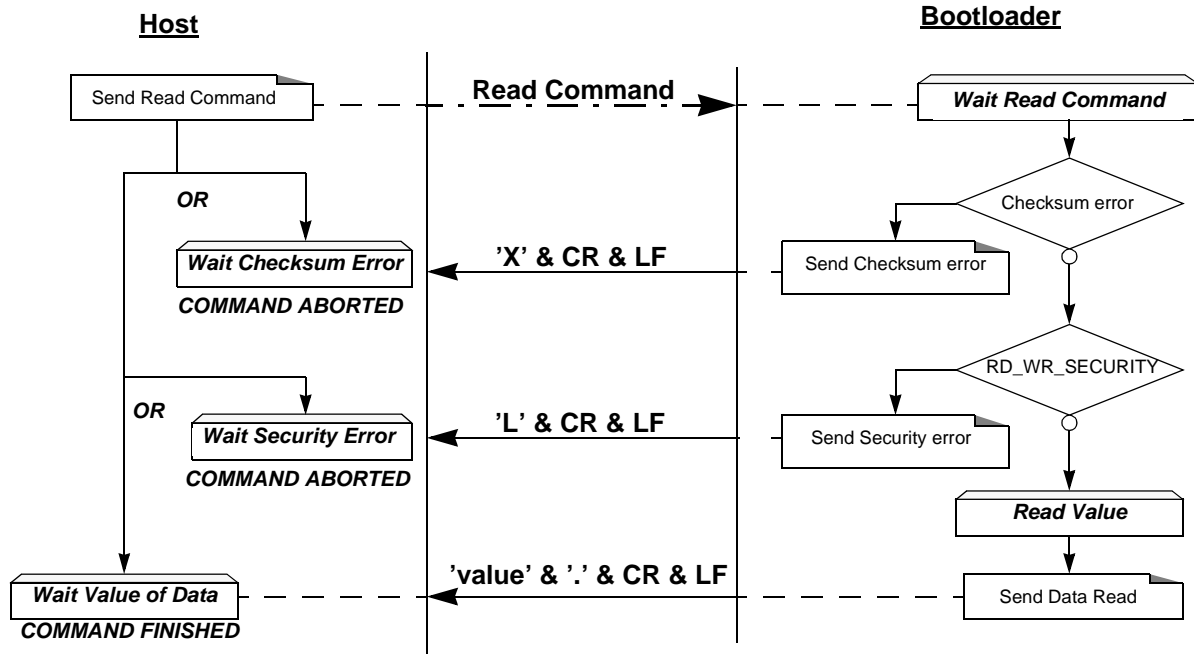 Host
Bootloader
Send Read Command
Read Command
Wait Read Command
OR
Checksum error
Wait Checksum Error
’X’ & CR & LF
Send Checksum error
COMMAND ABORTED
RD_WR_SECURITY
OR
Wait Security Error
’L’ & CR & LF
Send Security error
COMMAND ABORTED
Read Value
Wait Value of Data
’value’ & ’.’ & CR & LF
Send Data Read
COMMAND FINISHED